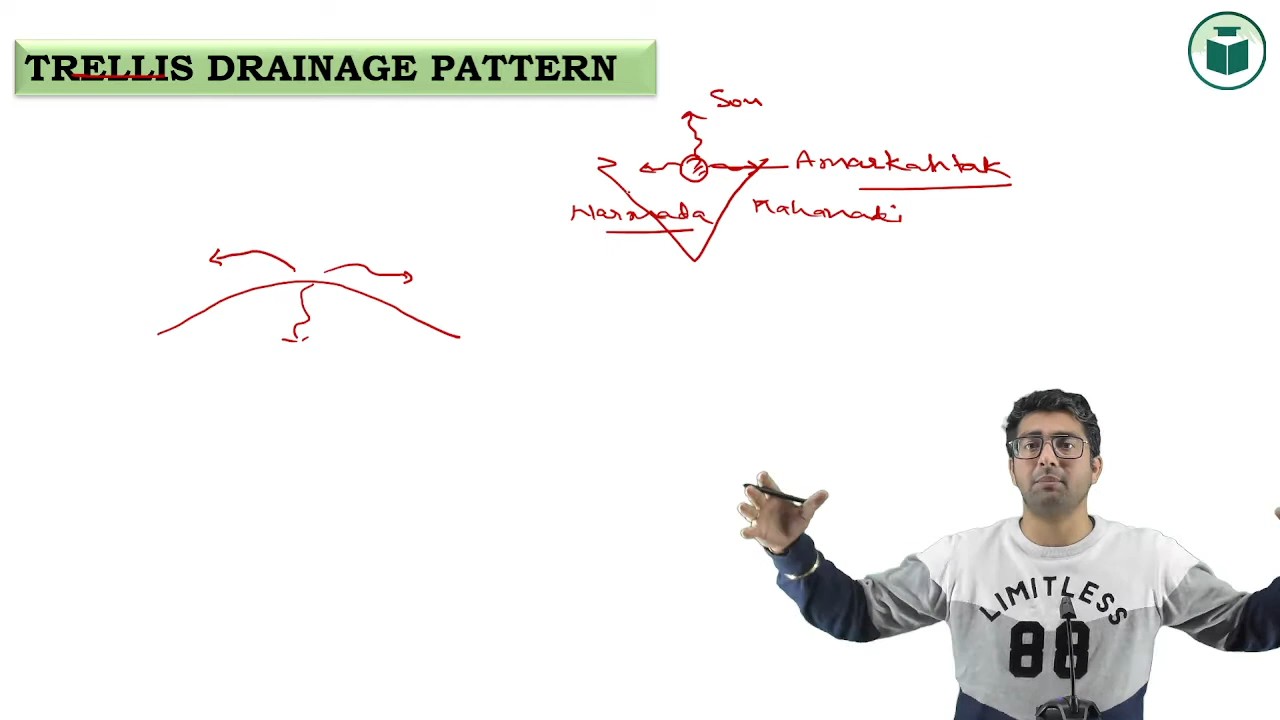 TRELLIS DRAINAGE PATTERN
Son
Amarkantak
Narmada
Mahanadi
LIMITLESS
88